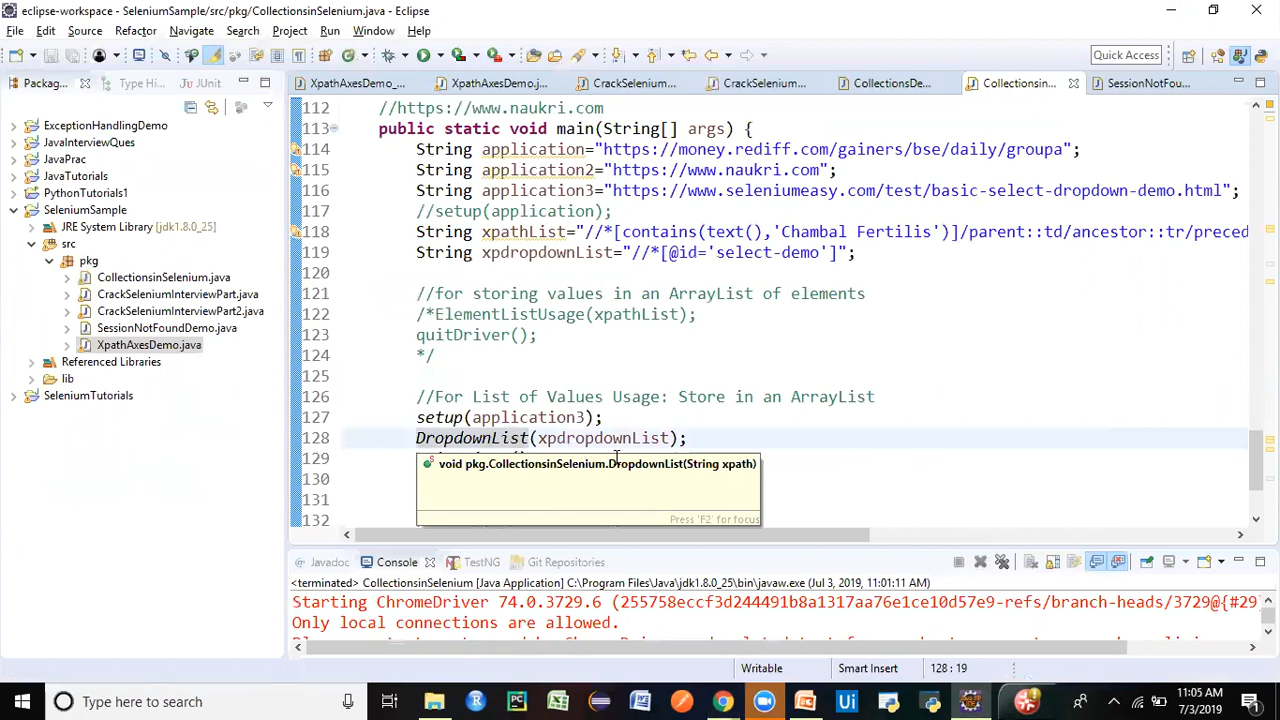 eclipse-workspace - SeleniumSample/src/pkg/CollectionsinSelenium.java - Eclipse
File Edit Source Refactor Navigate Search Project Run Window Help
Quick Access
Packag... Type Hi... JUnit
XpathAxesDemo_... XpathAxesDemo.j... CrackSelenium... CrackSelenium... CollectionsDe... Collectionsin... SessionNotFou...
ExceptionHandlingDemo
JavaInterviewQues
JavaPrac
JavaTutorials
PythonTutorials1
SeleniumSample
JRE System Library [jdk1.8.0_25]
src
pkg
CollectionsinSelenium.java
CrackSeleniumInterviewPart.java
CrackSeleniumInterviewPart2.java
SessionNotFoundDemo.java
XpathAxesDemo.java
Referenced Libraries
lib
SeleniumTutorials
112 //https://www.naukri.com
113 public static void main(String[] args) {
114 String application="https://money.rediff.com/gainers/bse/daily/groupa";
115 String application2="https://www.naukri.com";
116 String application3="https://www.seleniumeasy.com/test/basic-select-dropdown-demo.html";
117 //setup(application);
118 String xpathList="//*[contains(text(),'Chambal Fertilis')]/parent::td/ancestor::tr/preced
119 String xpdropdownList="//*[@id='select-demo']";
120
121 //for storing values in an ArrayList of elements
122 /*ElementListUsage(xpathList);
123 quitDriver();
124 */
125
126 //For List of Values Usage: Store in an ArrayList
127 setup(application3);
128 DropdownList(xpdropdownList);
129
void pkg.CollectionsinSelenium.DropdownList(String xpath)
130
131
Press 'F2' for focus
132
Javadoc Console TestNG Git Repositories
<terminated> CollectionsinSelenium [Java Application] C:\Program Files\Java\jdk1.8.0_25\bin\javaw.exe (Jul 3, 2019, 11:01:11 AM)
Starting ChromeDriver 74.0.3729.6 (255758eccf3d244491b8a1317aa76e1ce10d57e9-refs/branch-heads/3729@{#29
Only local connections are allowed.
Writable Smart Insert 128 : 19
Type here to search
11:05 AM
7/3/2019